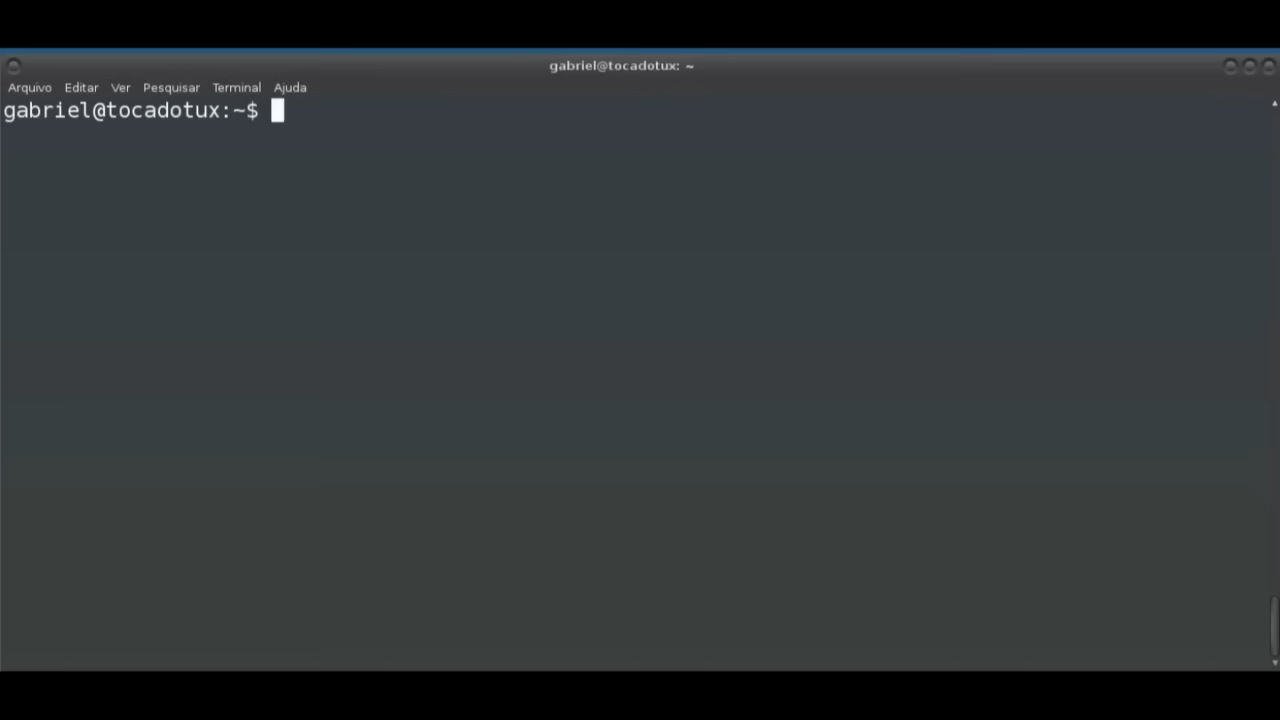 gabriel@tocadotux: ~
Arquivo Editar Ver Pesquisar Terminal Ajuda
gabriel@tocadotux:~$